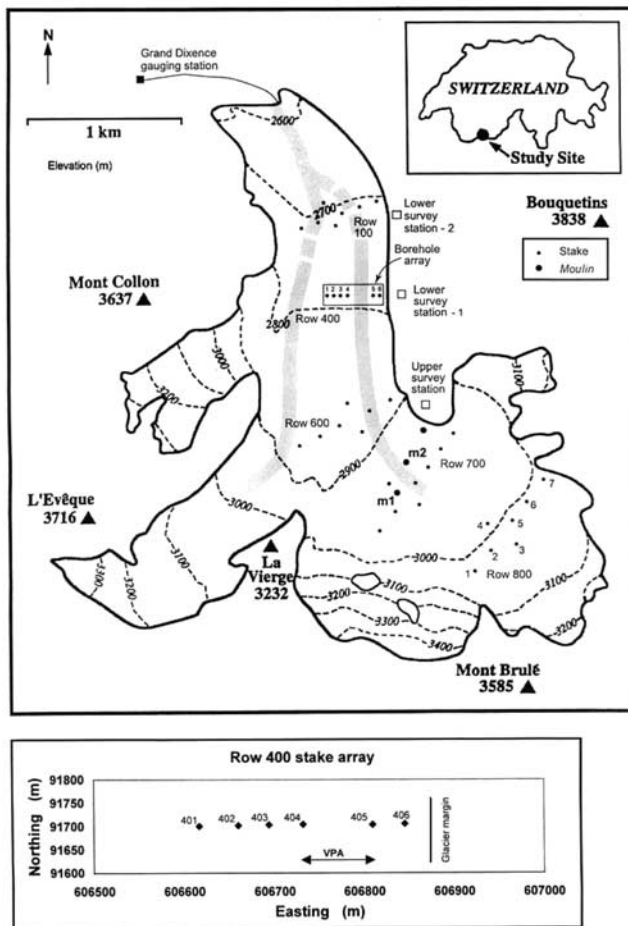 N
Grand Dixence
gauging station
1 km
Elevation (m)
SWITZERLAND
Study Site
Bouquetins
3838
Stake
Moulin
2600
2700
Row
100
Lower
survey
station - 2
Borehole
array
1 2 3 4 5 6
Lower
survey
station - 1
Mont Collon
3637
2800
Row 400
3000
3200
Upper
survey
station
3100
Row 600
2900
m2
Row 700
m1
7
6
5
4
3
2
1
Row 800
L'Evêque
3716
3000
3100
3200
3300
La
Vierge
3232
3000
3100
3200
3300
3400
3100
3200
Mont Brulé
3585
Row 400 stake array
Northing (m)
91800
91750
91700
91650
91600
401 402 403 404 405 406
VPA
Glacier margin
606500 606600 606700 606800 606900 607000
Easting (m)